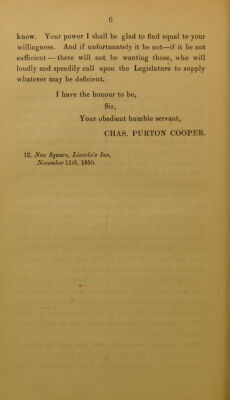 6
know. Your power I shall be glad to find equal to your
willingness. And if unfortunately it be not—if it be not
sufficient — there will not be wanting those, who will
loudly and speedily call upon the Legislature to supply
whatever may be deficient.
I have the honour to be,
Sir,
Your obedient humble servant,
CHAS. PURTON COOPER.
12, New Square, Lincoln's Inn,
November 11th, 1850.